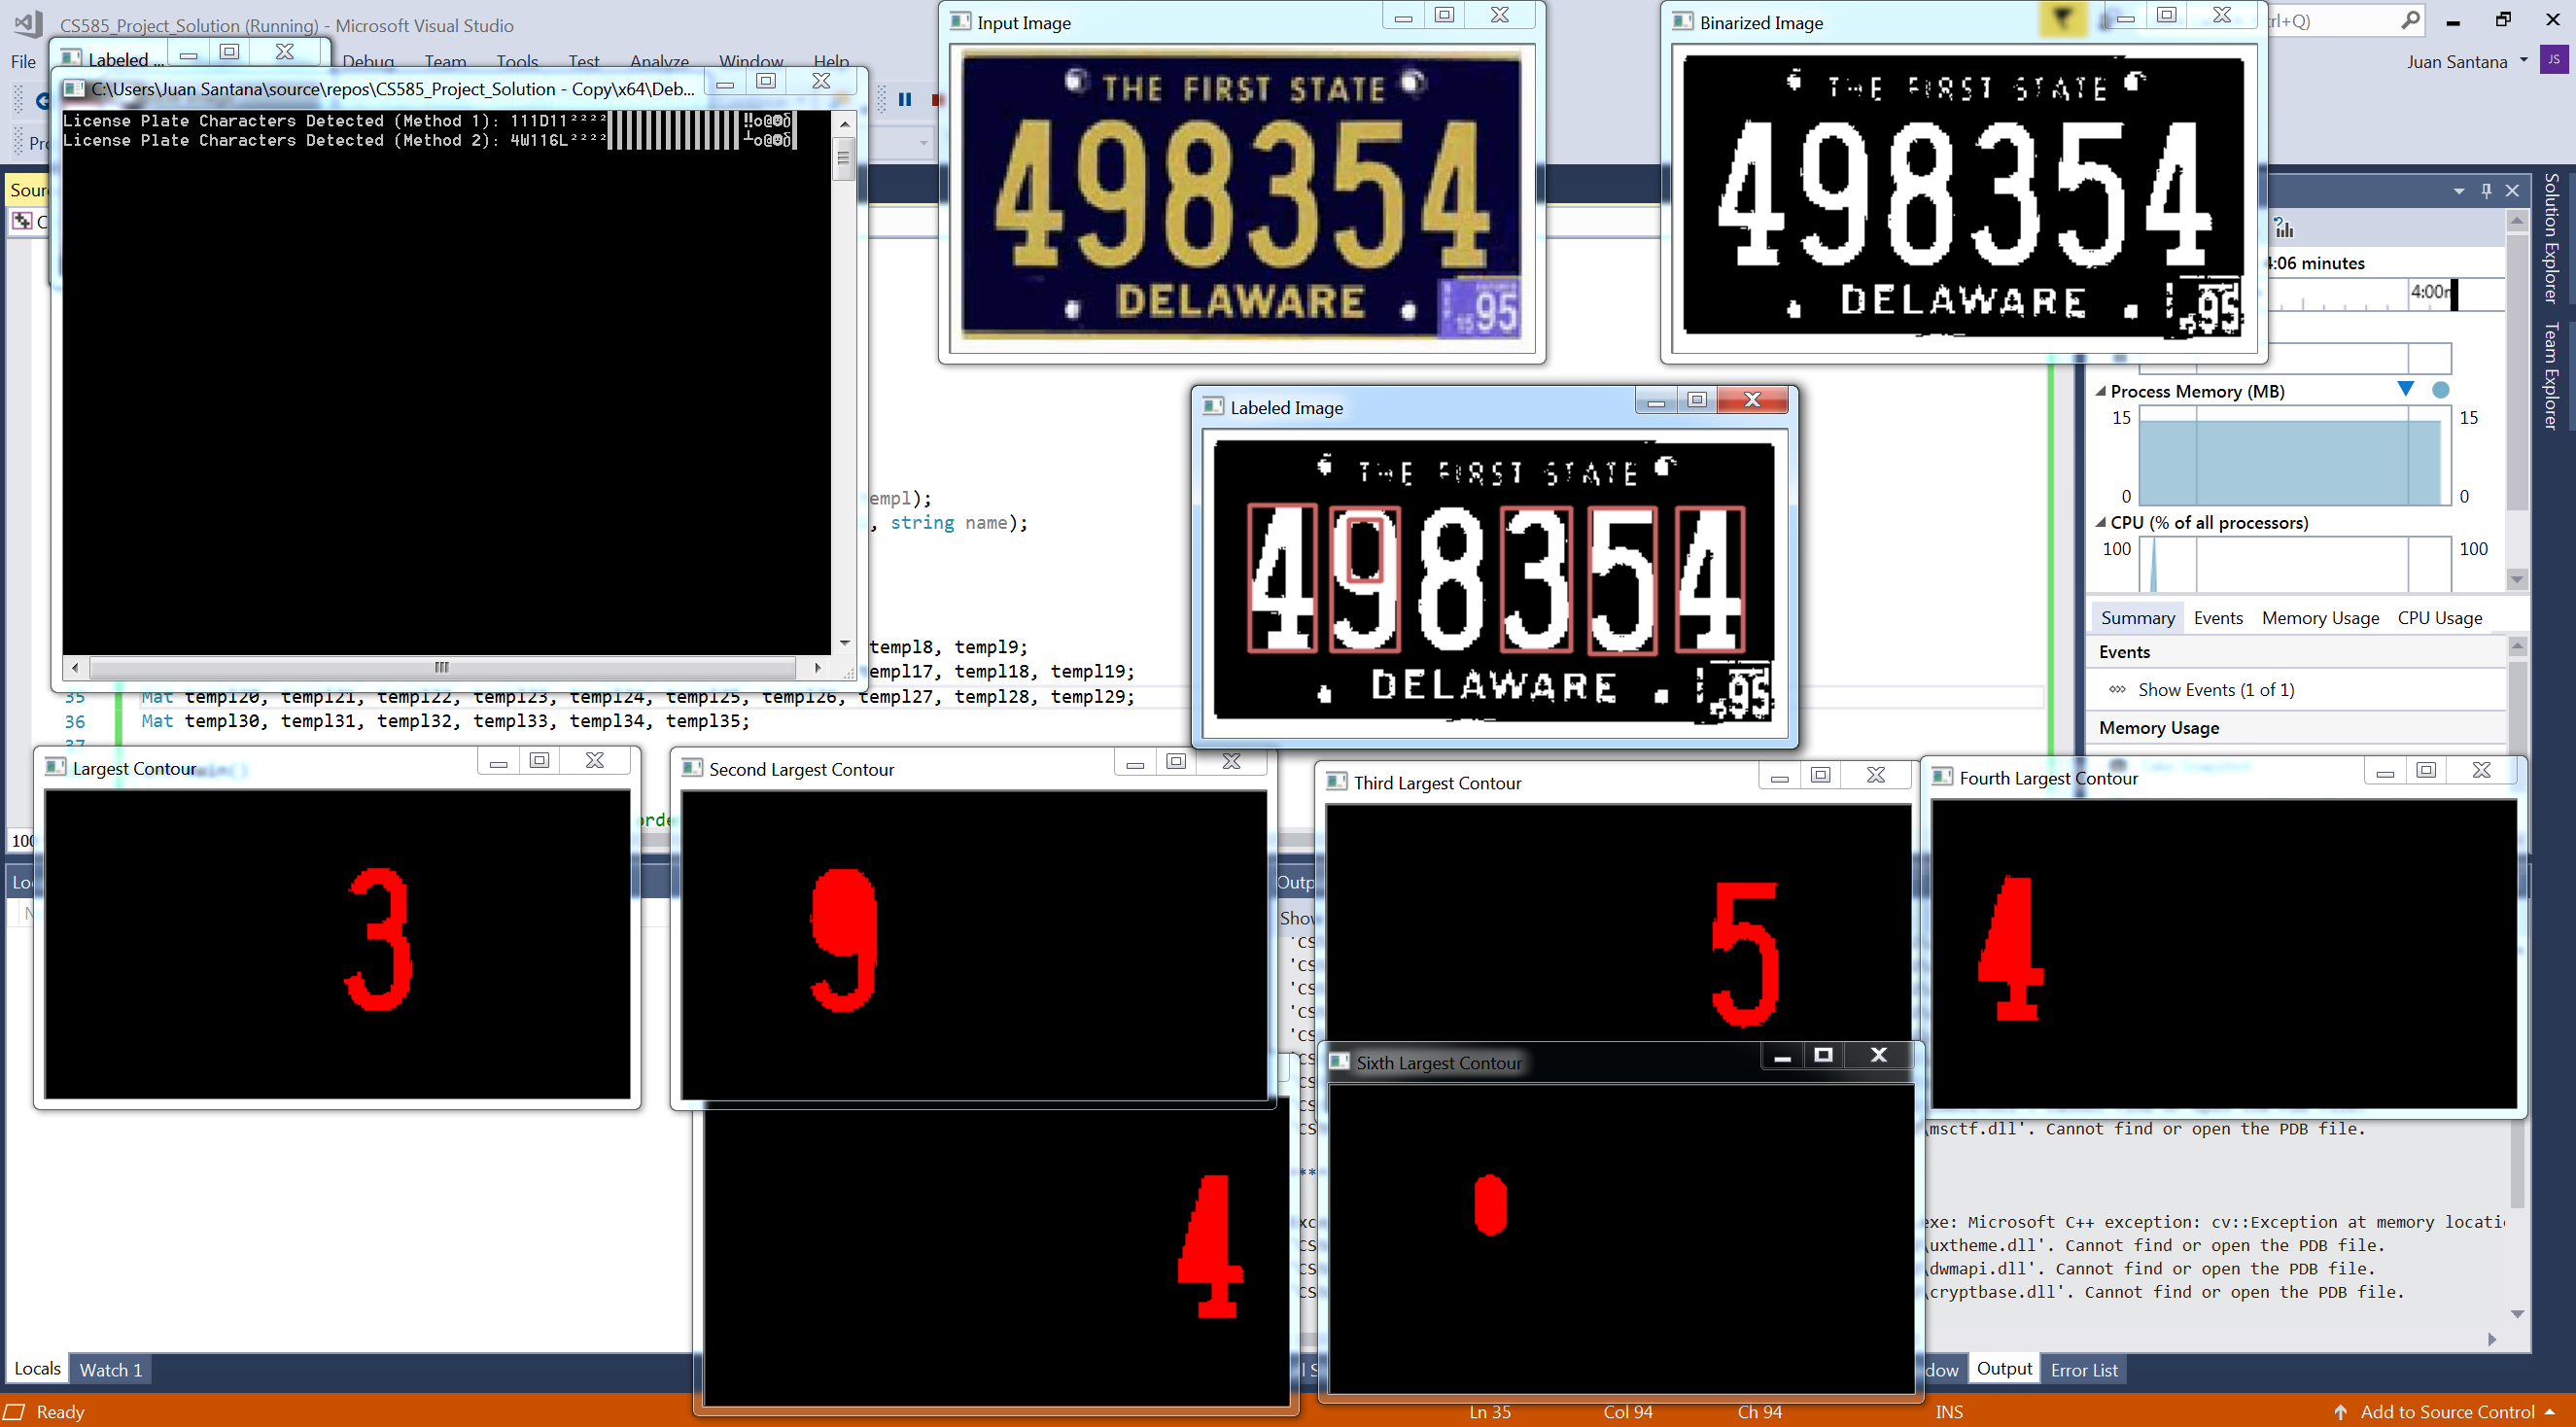 CS585_Project_Solution (Running) - Microsoft Visual Studio
trl+Q)
File
Debug Team Tools Test Analyze Window Help
Juan Santana
JS
Labeled ...
C:\Users\Juan Santana\source\repos\CS585_Project_Solution - Copy\x64\Deb...
License Plate Characters Detected (Method 1): 111D11²²²²
License Plate Characters Detected (Method 2): 4W116L²²²²
Input Image
THE FIRST STATE
498354
DELAWARE
15 95
Binarized Image
THE FIRST STATE
498354
DELAWARE
95
Labeled Image
THE FIRST STATE
498354
DELAWARE
95
Solution Explorer
Team Explorer
4:06 minutes
Process Memory (MB)
15 15
0 0
CPU (% of all processors)
100 100
Summary Events Memory Usage CPU Usage
Events
Show Events (1 of 1)
Memory Usage
empl);
, string name);
templ8, templ9;
templ17, templ18, templ19;
35 Mat templ20, templ21, templ22, templ23, templ24, templ25, templ26, templ27, templ28, templ29;
36 Mat templ30, templ31, templ32, templ33, templ34, templ35;
37
Largest Contour
3
Second Largest Contour
9
Third Largest Contour
5
Fourth Largest Contour
4
4
Sixth Largest Contour
\msctf.dll'. Cannot find or open the PDB file.
exe: Microsoft C++ exception: cv::Exception at memory locati
\uxtheme.dll'. Cannot find or open the PDB file.
\dwmapi.dll'. Cannot find or open the PDB file.
\cryptbase.dll'. Cannot find or open the PDB file.
Locals Watch 1
Output Error List
Ready
Ln 35 Col 94 Ch 94 INS
Add to Source Control